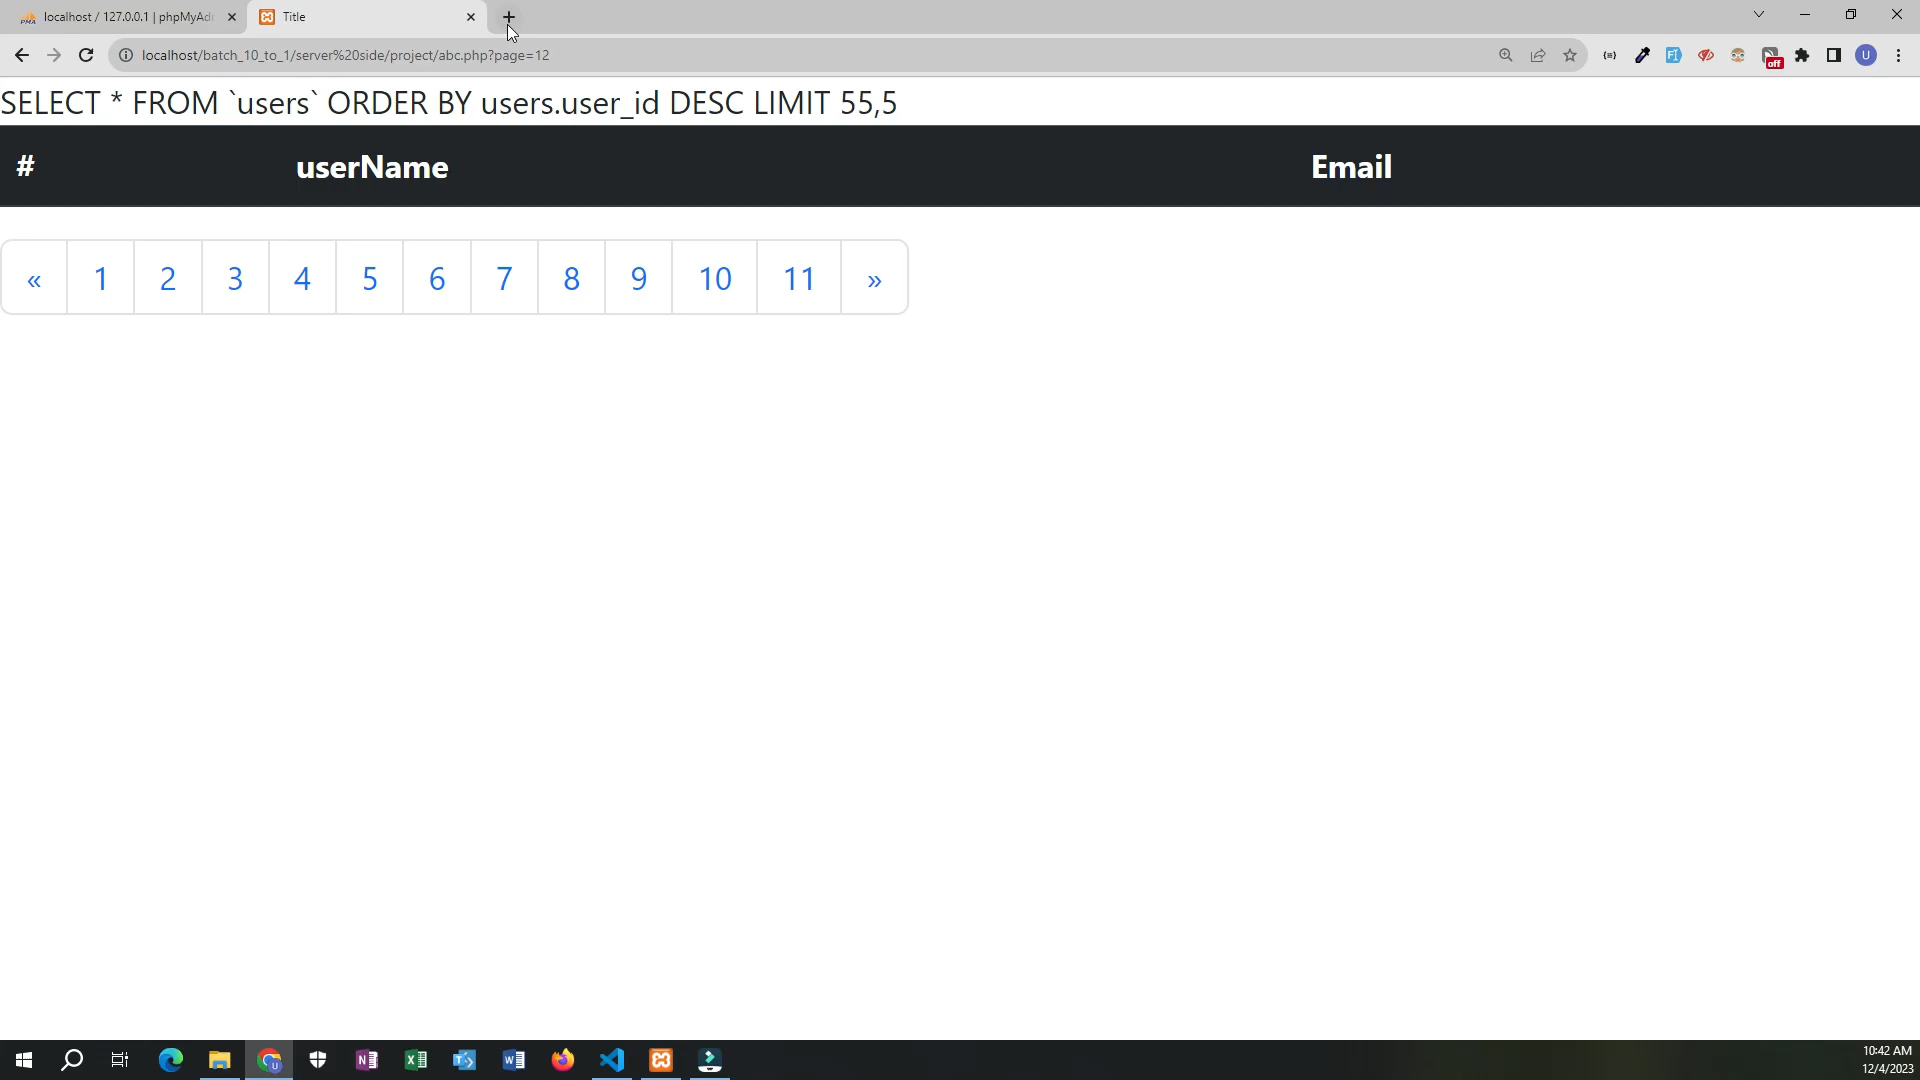 localhost / 127.0.0.1 | phpMyAd
Title
localhost/batch_10_to_1/server%20side/project/abc.php?page=12
off
U
SELECT * FROM `users` ORDER BY users.user_id DESC LIMIT 55,5
# userName Email
« 1 2 3 4 5 6 7 8 9 10 11 »
10:42 AM
12/4/2023